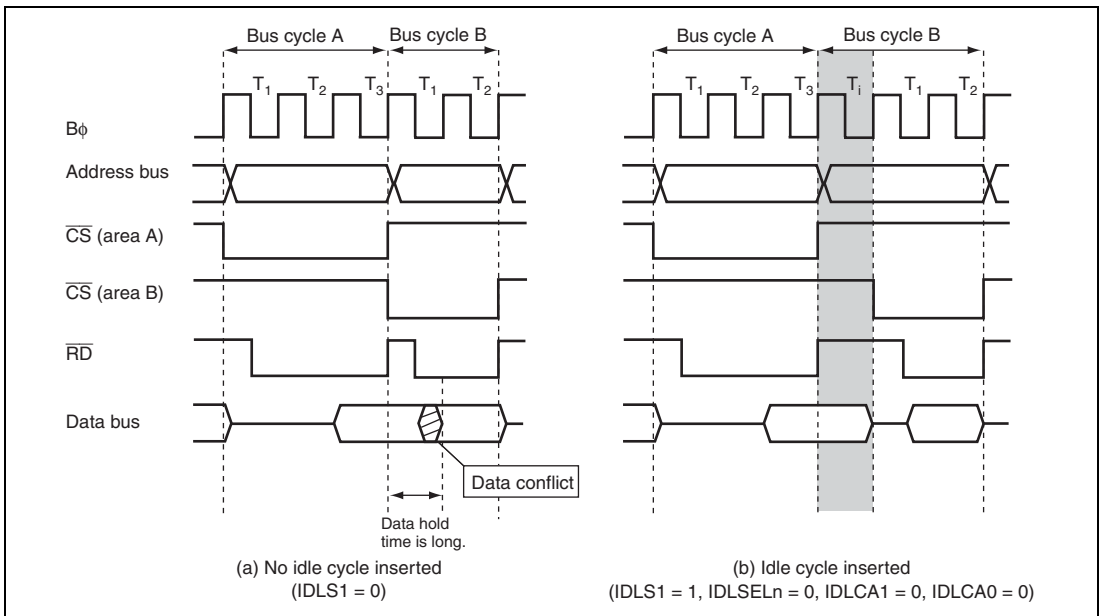 Bus cycle A Bus cycle B Bus cycle A Bus cycle B
T1 T2 T3 T1 T2 T1 T2 T3 Ti T1 T2
Bϕ
Address bus
CS (area A)
CS (area B)
RD
Data bus
Data conflict
Data hold
time is long.
(a) No idle cycle inserted
(IDLS1 = 0)
(b) Idle cycle inserted
(IDLS1 = 1, IDLSELn = 0, IDLCA1 = 0, IDLCA0 = 0)